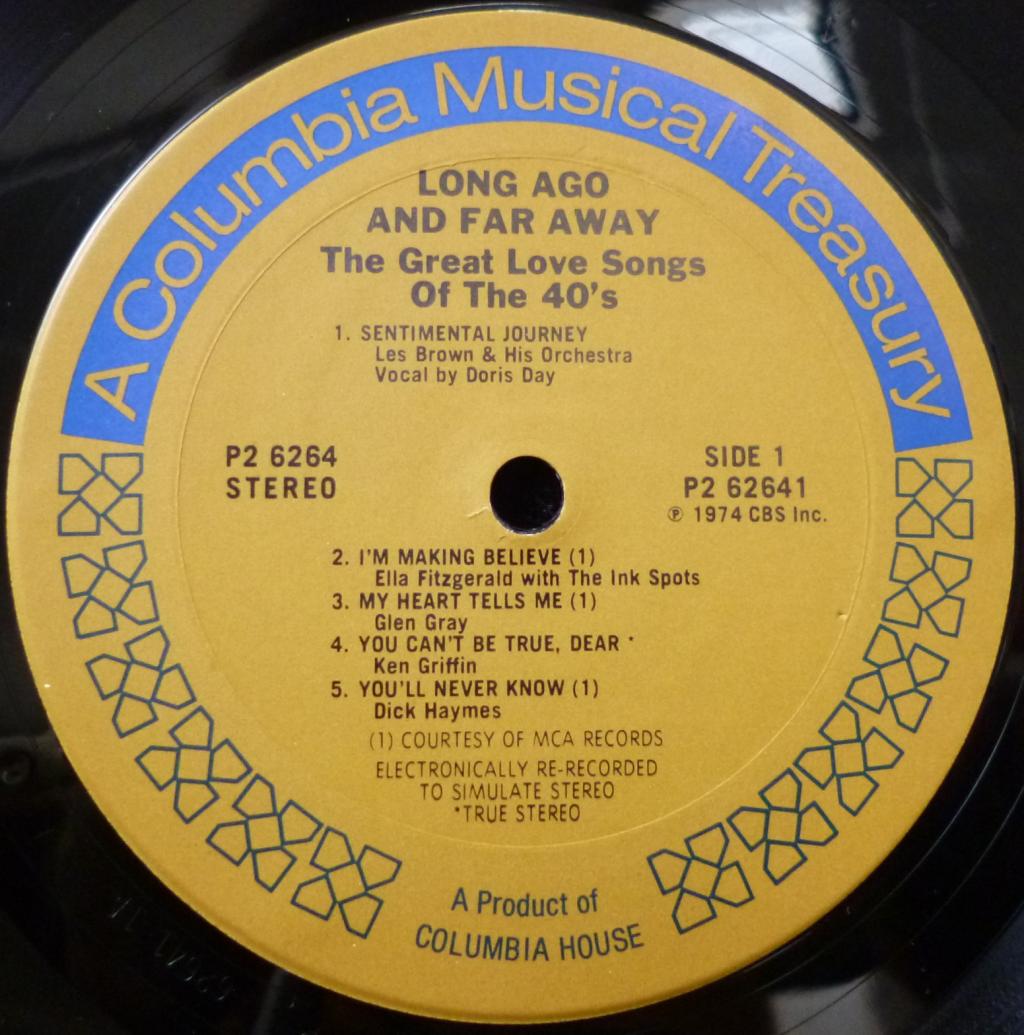 A Columbia Musical Treasury
LONG AGO
AND FAR AWAY
The Great Love Songs
Of The 40's
1. SENTIMENTAL JOURNEY
Les Brown & His Orchestra
Vocal by Doris Day
P2 6264
STEREO
SIDE 1
P2 62641
℗ 1974 CBS Inc.
2. I'M MAKING BELIEVE (1)
Ella Fitzgerald with The Ink Spots
3. MY HEART TELLS ME (1)
Glen Gray
4. YOU CAN'T BE TRUE, DEAR *
Ken Griffin
5. YOU'LL NEVER KNOW (1)
Dick Haymes
(1) COURTESY OF MCA RECORDS
ELECTRONICALLY RE-RECORDED
TO SIMULATE STEREO
*TRUE STEREO
A Product of
COLUMBIA HOUSE